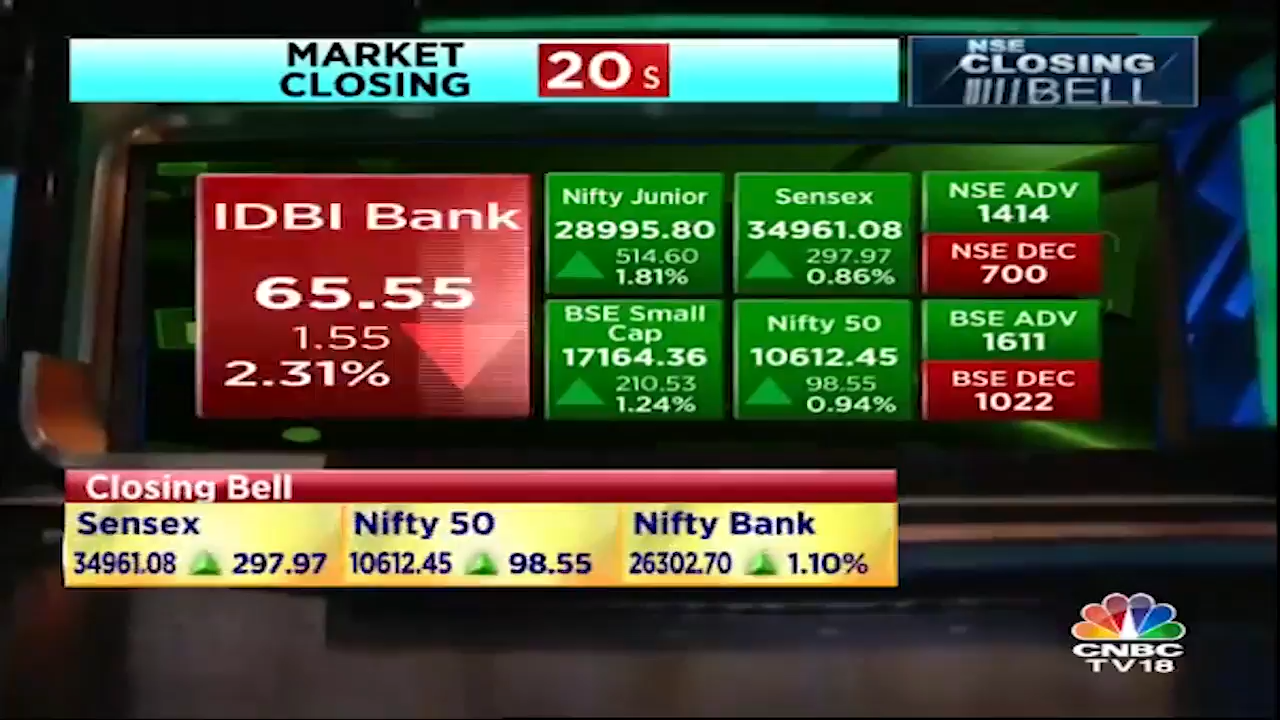 MARKET
CLOSING
20 S
NSE
CLOSING
BELL
IDBI Bank
65.55
1.55
2.31%
Nifty Junior
28995.80
514.60
1.81%
Sensex
34961.08
297.97
0.86%
NSE ADV
1414
NSE DEC
700
BSE Small
Cap
17164.36
210.53
1.24%
Nifty 50
10612.45
98.55
0.94%
BSE ADV
1611
BSE DEC
1022
Closing Bell
Sensex
34961.08 297.97
Nifty 50
10612.45 98.55
Nifty Bank
26302.70 1.10%
CNBC
TV18